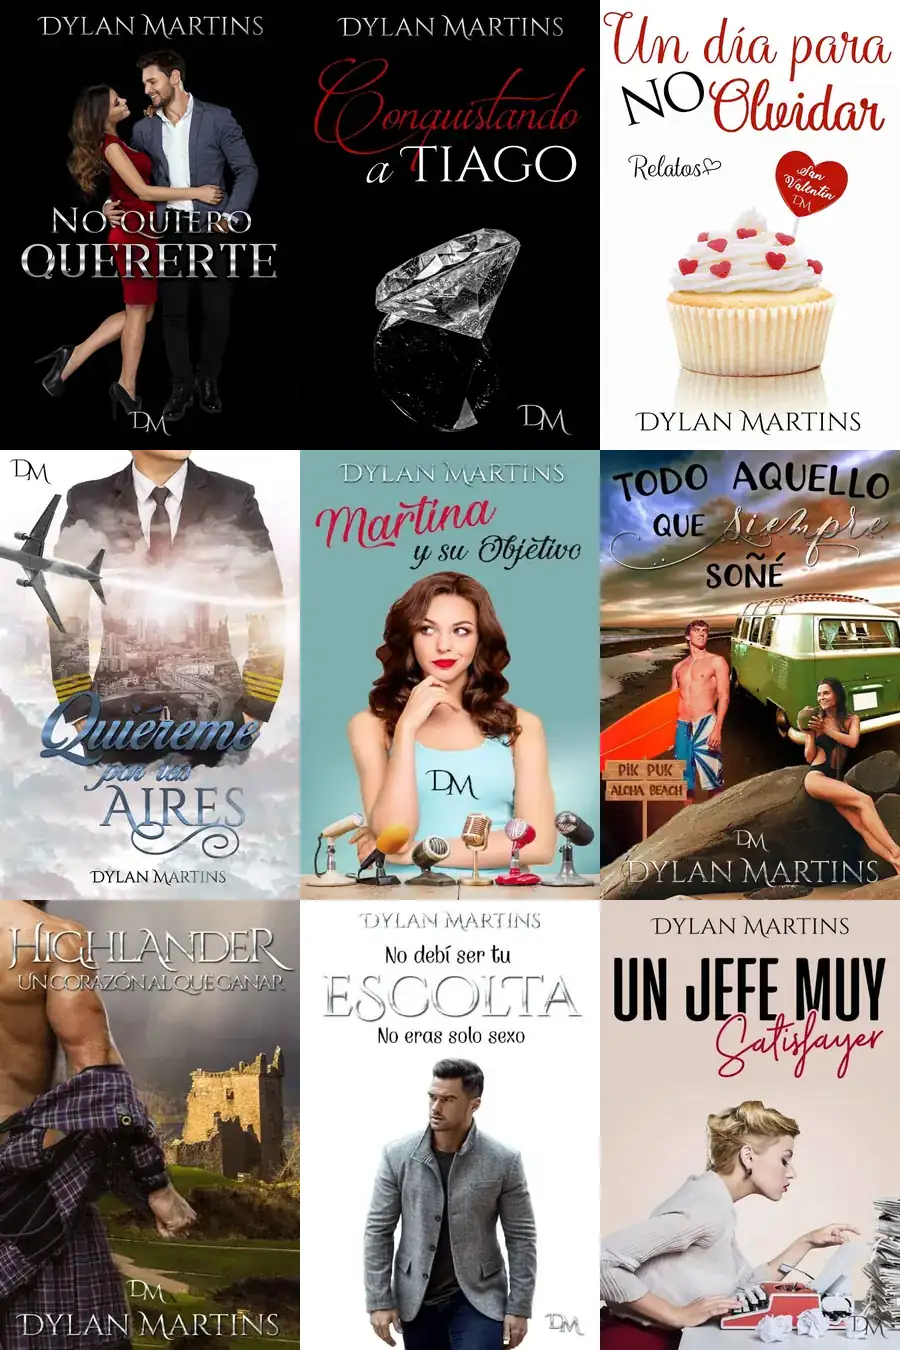 DYLAN MARTINS
NO QUIERO
QUERERTE
DM
DYLAN MARTINS
Conquistando
a TIAGO
DM
Un día para
NO Olvidar
Relatos
San
Valentín
DM
DYLAN MARTINS
DM
Quiéreme
por los
AIRES
DYLAN MARTINS
DYLAN MARTINS
Martina
y su Objetivo
DM
TODO AQUELLO
QUE siempre
SOÑÉ
PIK PUK
ALOHA BEACH
DM
DYLAN MARTINS
HIGHLANDER
UN CORAZÓN AL QUE GANAR
DM
DYLAN MARTINS
DYLAN MARTINS
No debí ser tu
ESCOLTA
No eras solo sexo
DM
DYLAN MARTINS
UN JEFE MUY
Satisfayer
DM